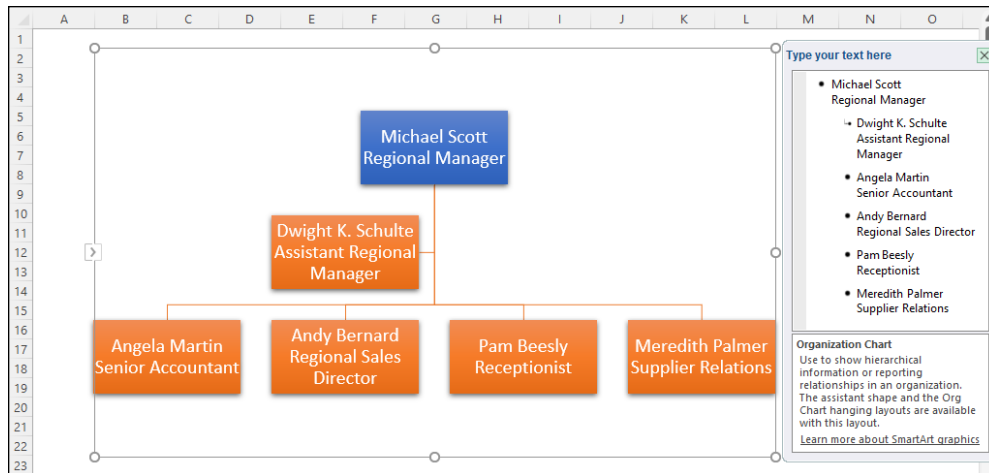 A B C D E F G H I J K L M N O
1
2
3
4
5
6
7
8
9
10
11
12
13
14
15
16
17
18
19
20
21
22
23
Michael Scott
Regional Manager
Dwight K. Schulte
Assistant Regional
Manager
Angela Martin
Senior Accountant
Andy Bernard
Regional Sales
Director
Pam Beesly
Receptionist
Meredith Palmer
Supplier Relations
Type your text here
Michael Scott
Regional Manager
Dwight K. Schulte
Assistant Regional
Manager
Angela Martin
Senior Accountant
Andy Bernard
Regional Sales Director
Pam Beesly
Receptionist
Meredith Palmer
Supplier Relations
Organization Chart
Use to show hierarchical
information or reporting
relationships in an organization.
The assistant shape and the Org
Chart hanging layouts are available
with this layout.
Learn more about SmartArt graphics